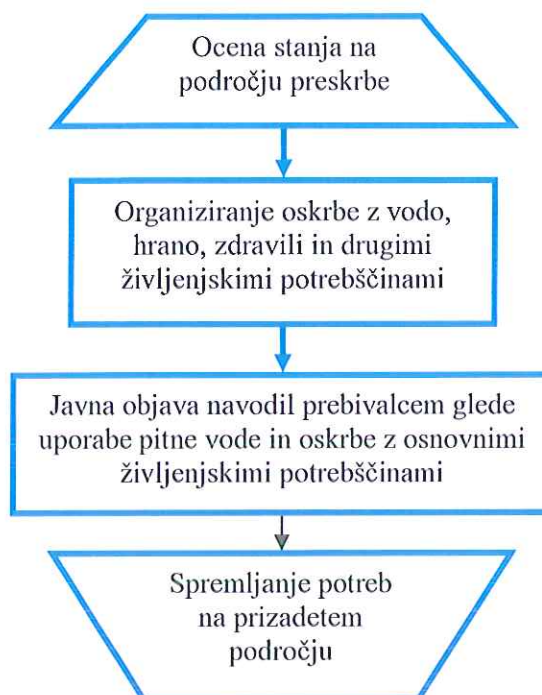 Ocena stanja na
področju preskrbe
Organiziranje oskrbe z vodo,
hrano, zdravili in drugimi
življenjskimi potrebščinami
Javna objava navodil prebivalcem glede
uporabe pitne vode in oskrbe z osnovnimi
življenjskimi potrebščinami
Spremljanje potreb
na prizadetem
področju